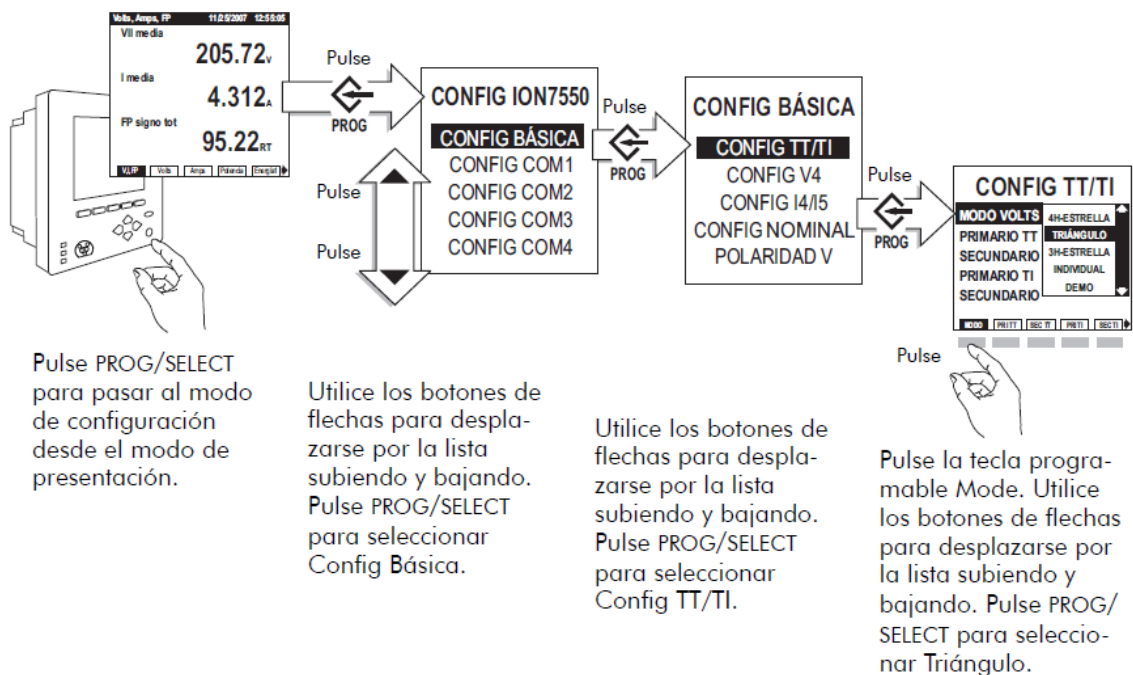 Volts, Amps, FP 11/25/2007 12:55:05
Vll media
205.72V
I media
4.312A
FP signo tot
95.22RT
V,I,FP Volts Amps Potencia Energía1
Pulse
PROG
Pulse
Pulse
CONFIG ION7550
CONFIG BÁSICA
CONFIG COM1
CONFIG COM2
CONFIG COM3
CONFIG COM4
Pulse
PROG
CONFIG BÁSICA
CONFIG TT/TI
CONFIG V4
CONFIG I4/I5
CONFIG NOMINAL
POLARIDAD V
Pulse
PROG
CONFIG TT/TI
MODO VOLTS
PRIMARIO TT
SECUNDARIO
PRIMARIO TI
SECUNDARIO
4H-ESTRELLA
TRIÁNGULO
3H-ESTRELLA
INDIVIDUAL
DEMO
MODO PRI TT SEC TT PRI TI SEC TI
Pulse
Pulse PROG/SELECT
para pasar al modo
de configuración
desde el modo de
presentación.
Utilice los botones de
flechas para despla-
zarse por la lista
subiendo y bajando.
Pulse PROG/SELECT
para seleccionar
Config Básica.
Utilice los botones de
flechas para despla-
zarse por la lista
subiendo y bajando.
Pulse PROG/SELECT
para seleccionar
Config TT/TI.
Pulse la tecla progra-
mable Mode. Utilice
los botones de flechas
para desplazarse por
la lista subiendo y
bajando. Pulse PROG/
SELECT para seleccio-
nar Triángulo.